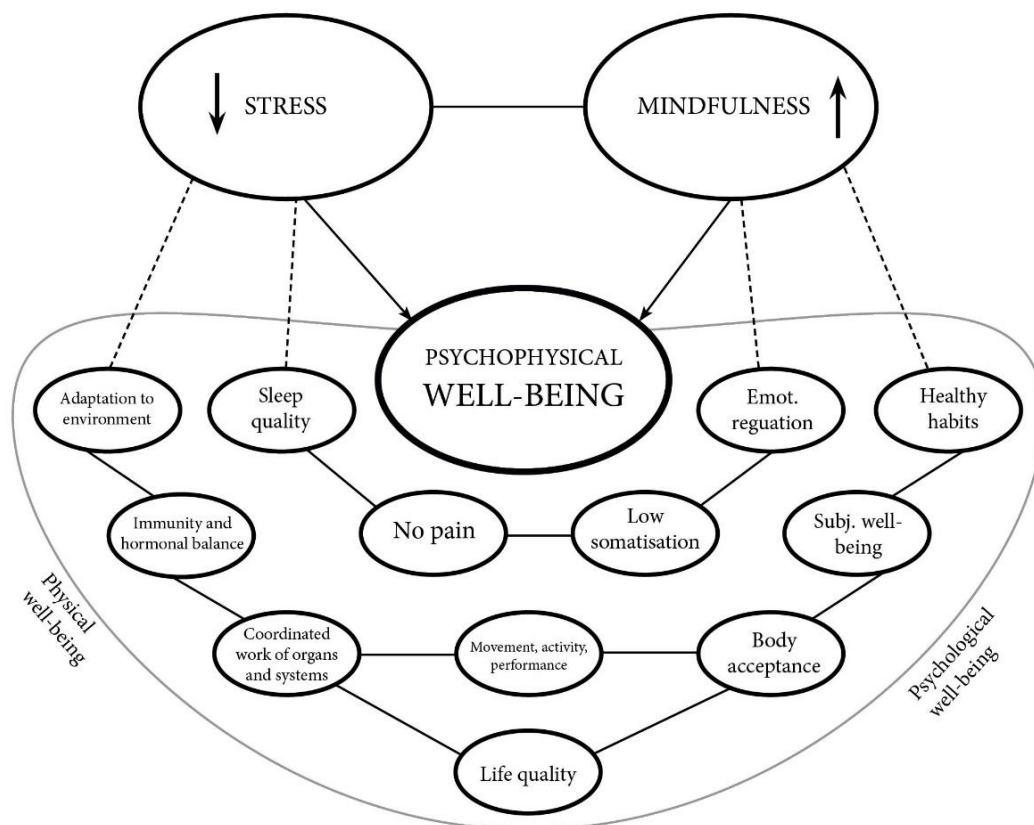 STRESS
MINDFULNESS
PSYCHOPHYSICAL
WELL-BEING
Adaptation to
environment
Sleep
quality
Emot.
reguation
Healthy
habits
Immunity and
hormonal balance
No pain
Low
somatisation
Subj. well-
being
Physical
well-being
Coordinated
work of organs
and systems
Movement, activity,
performance
Body
acceptance
Psychological
well-being
Life quality